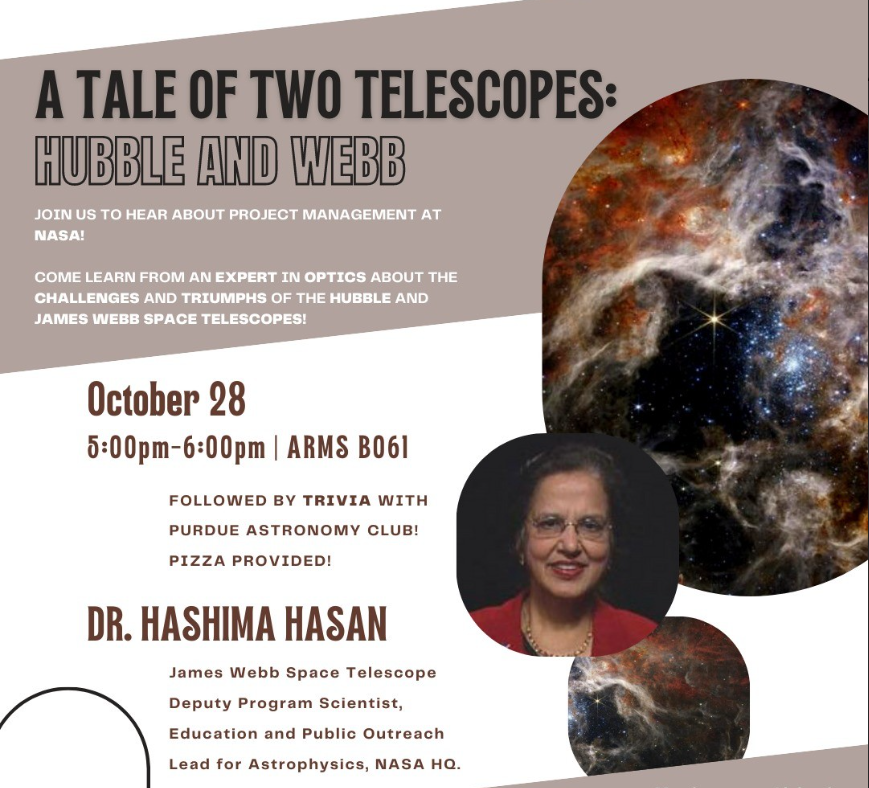 A TALE OF TWO TELESCOPES:
HUBBLE AND WEBB
JOIN US TO HEAR ABOUT PROJECT MANAGEMENT AT
NASA!
COME LEARN FROM AN EXPERT IN OPTICS ABOUT THE
CHALLENGES AND TRIUMPHS OF THE HUBBLE AND
JAMES WEBB SPACE TELESCOPES!
October 28
5:00pm-6:00pm | ARMS B061
FOLLOWED BY TRIVIA WITH
PURDUE ASTRONOMY CLUB!
PIZZA PROVIDED!
DR. HASHIMA HASAN
James Webb Space Telescope
Deputy Program Scientist,
Education and Public Outreach
Lead for Astrophysics, NASA HQ.